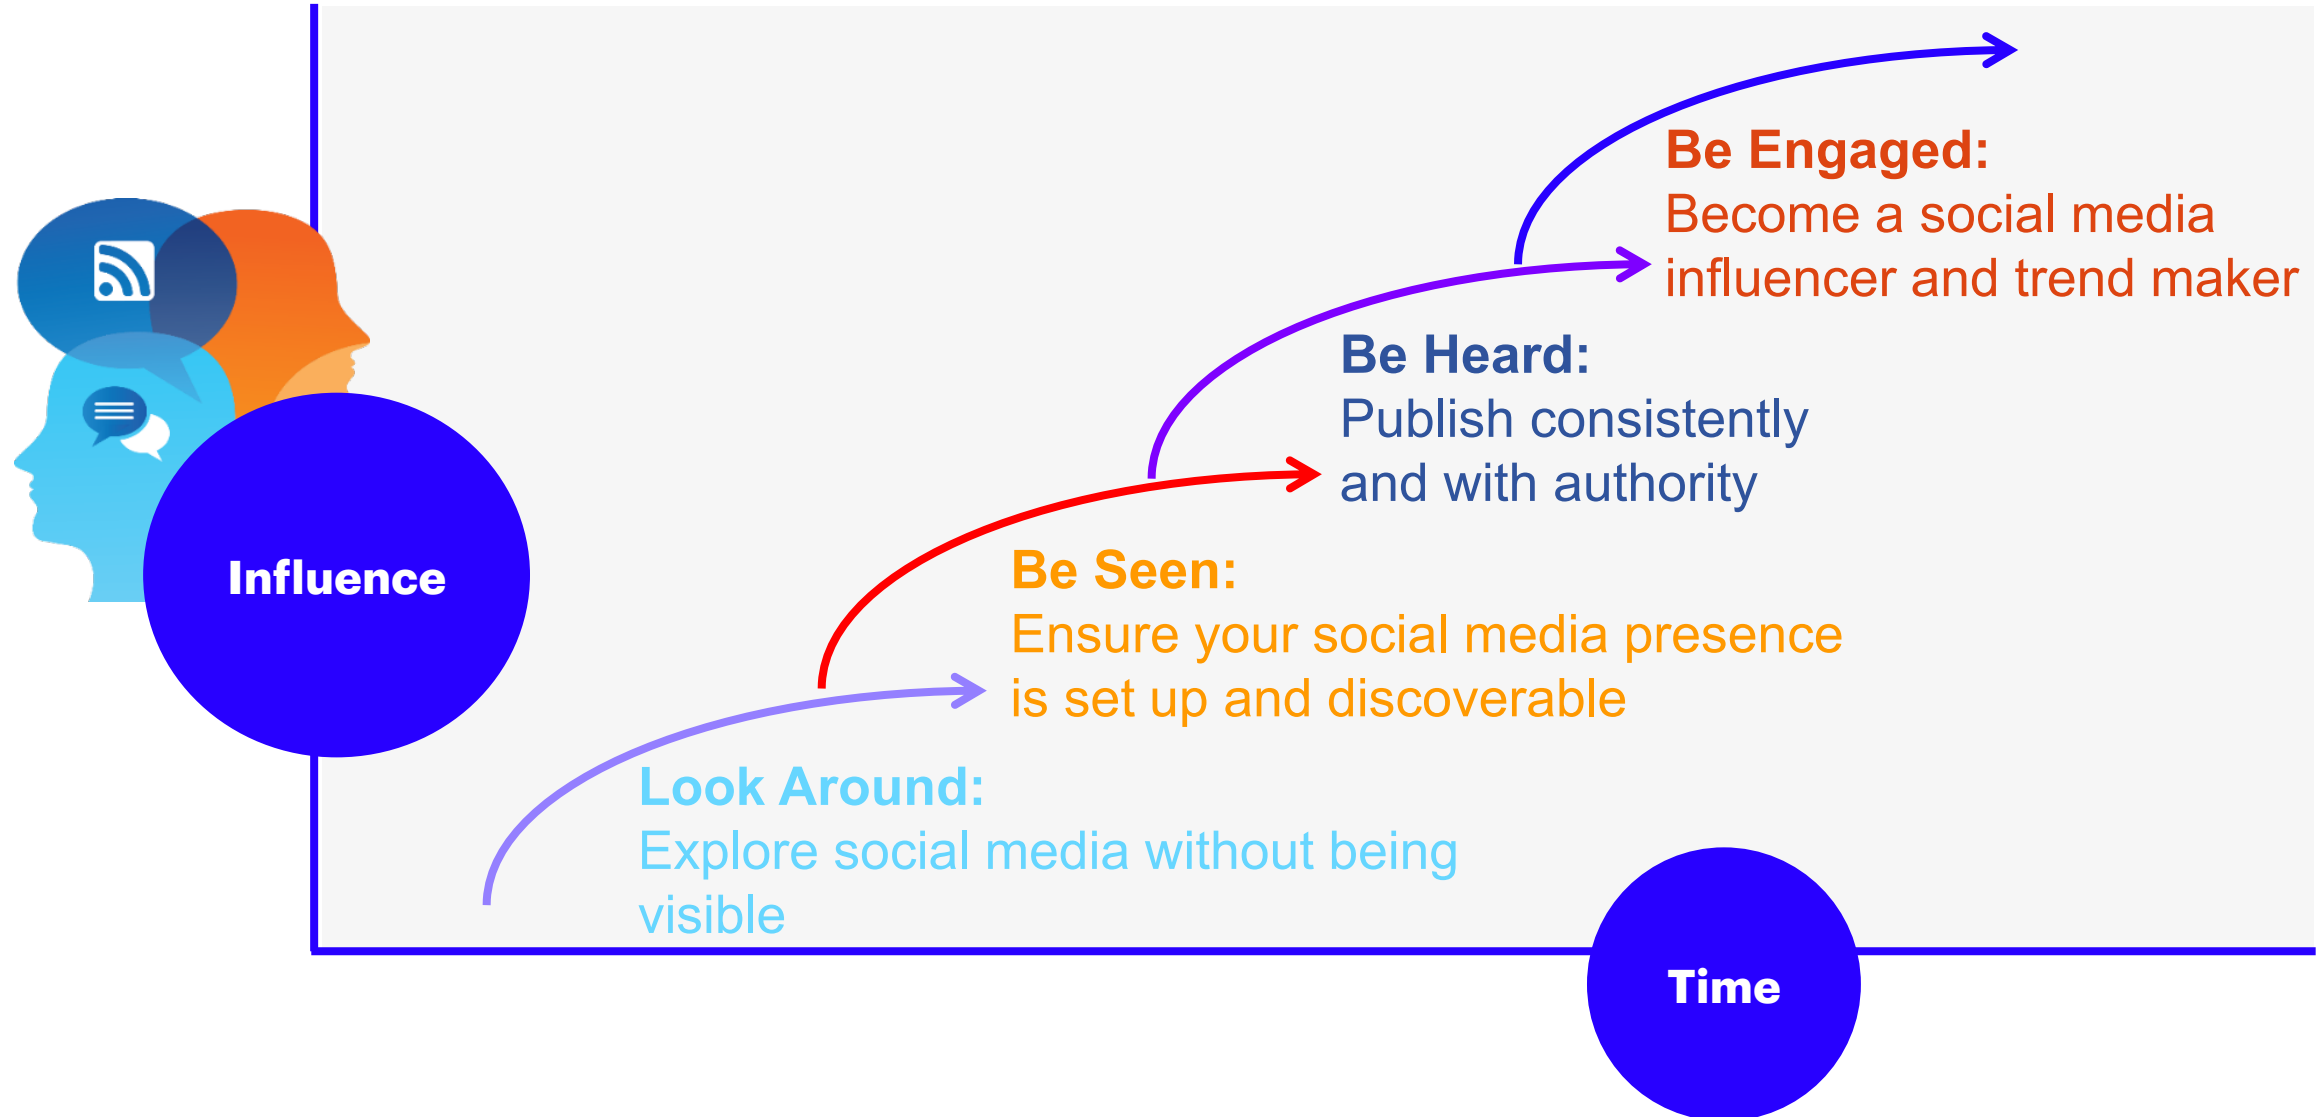 Be Engaged:
Become a social media
influencer and trend maker
Be Heard:
Publish consistently
and with authority
Influence
Be Seen:
Ensure your social media presence
is set up and discoverable
Look Around:
Explore social media without being
visible
Time